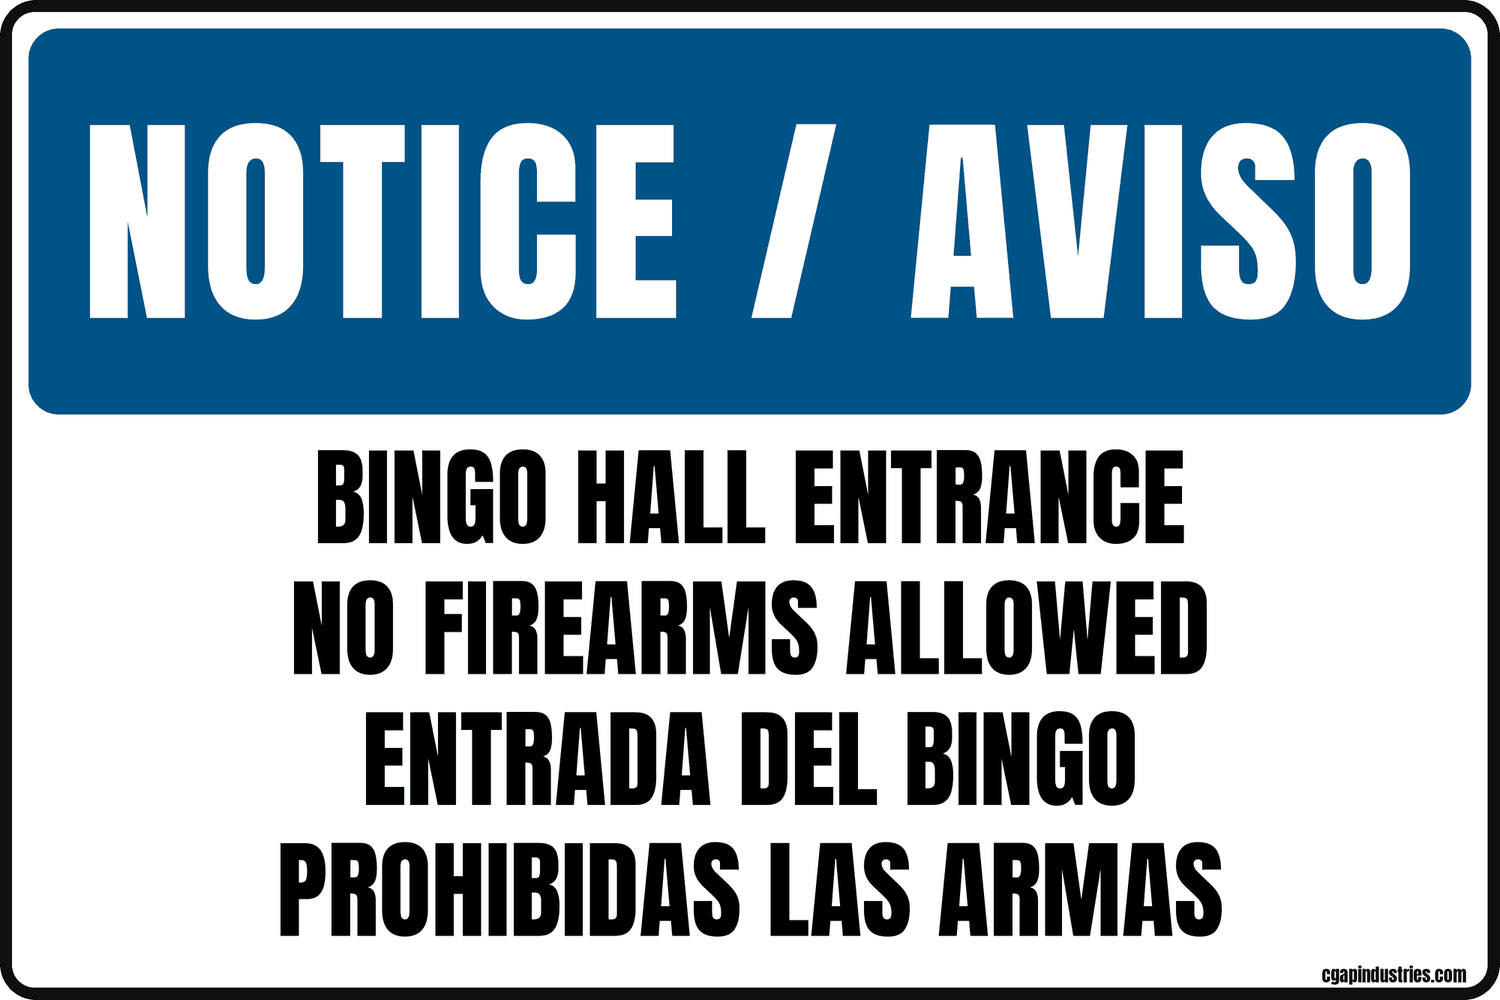 NOTICE / AVISO
BINGO HALL ENTRANCE
NO FIREARMS ALLOWED
ENTRADA DEL BINGO
PROHIBIDAS LAS ARMAS
cgapindustries.com